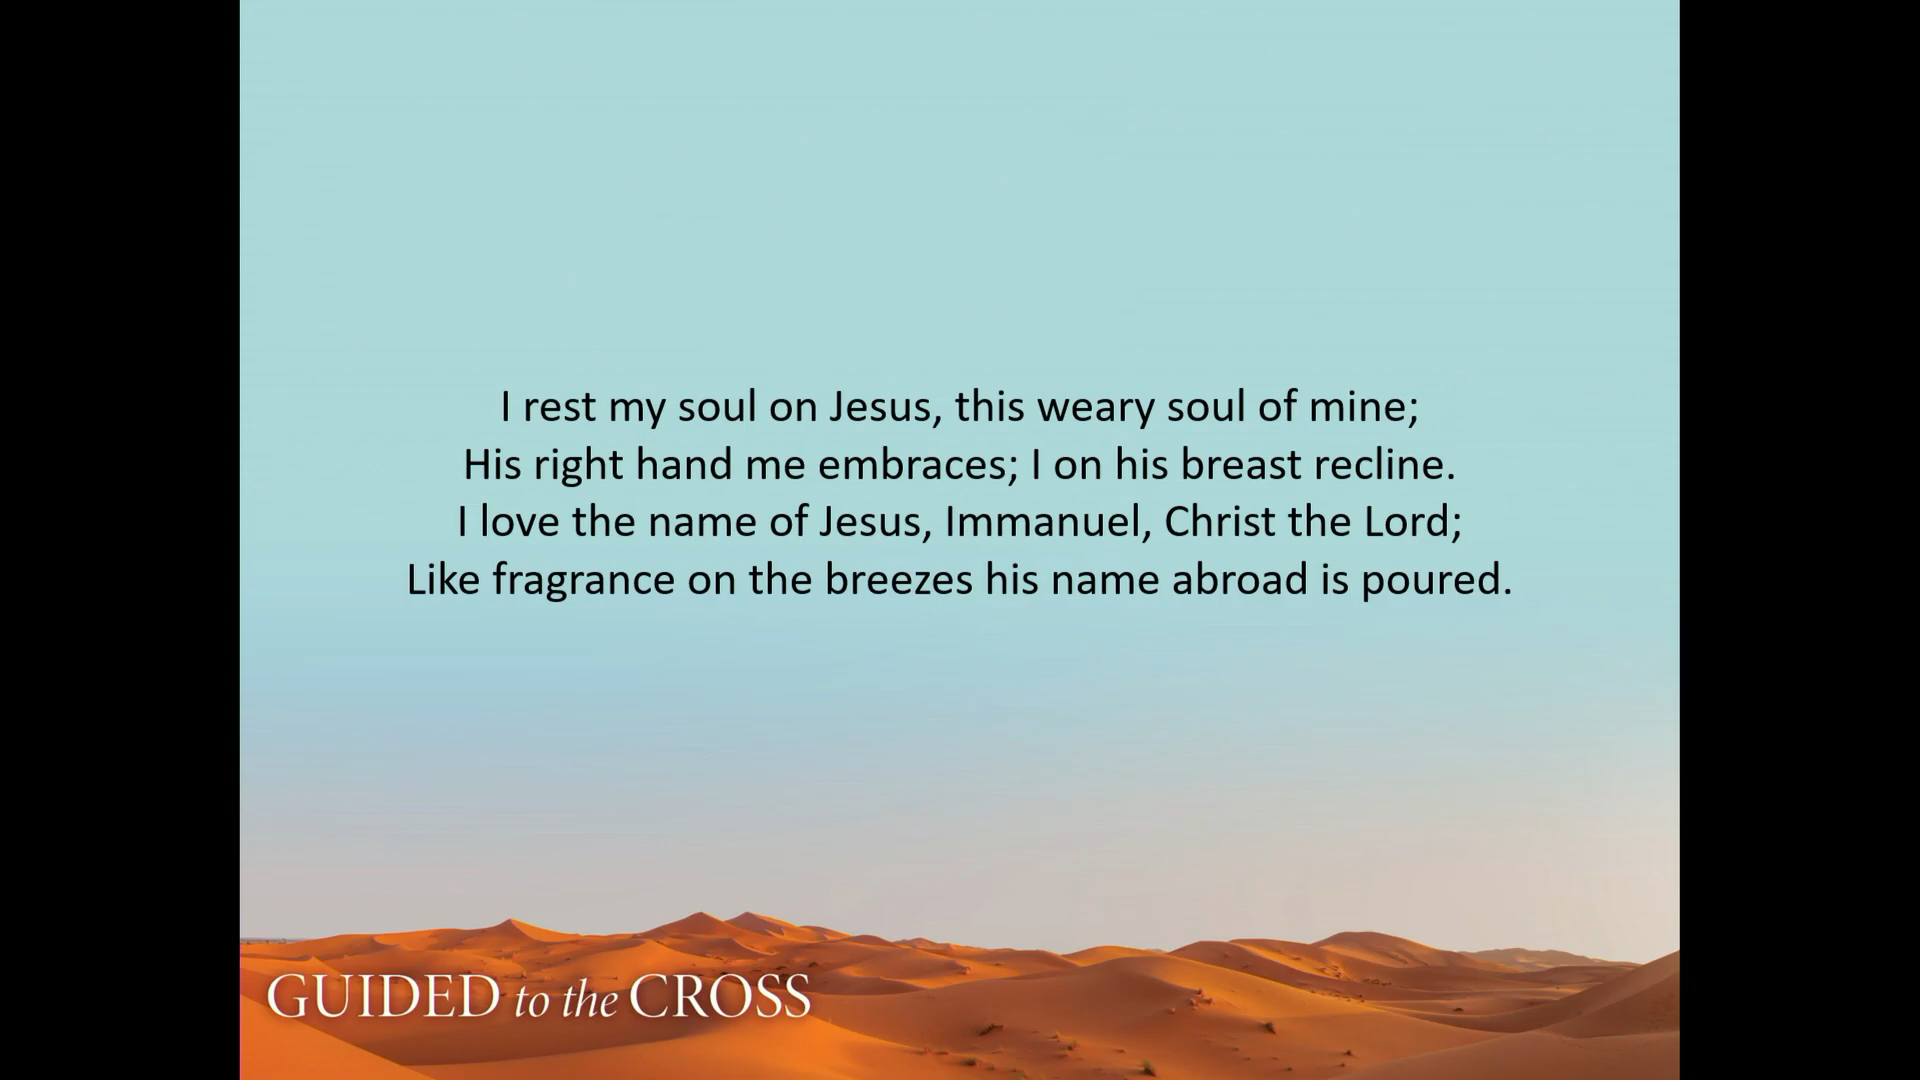 I rest my soul on Jesus, this weary soul of mine;
His right hand me embraces; I on his breast recline.
I love the name of Jesus, Immanuel, Christ the Lord;
Like fragrance on the breezes his name abroad is poured.
GUIDED to the CROSS